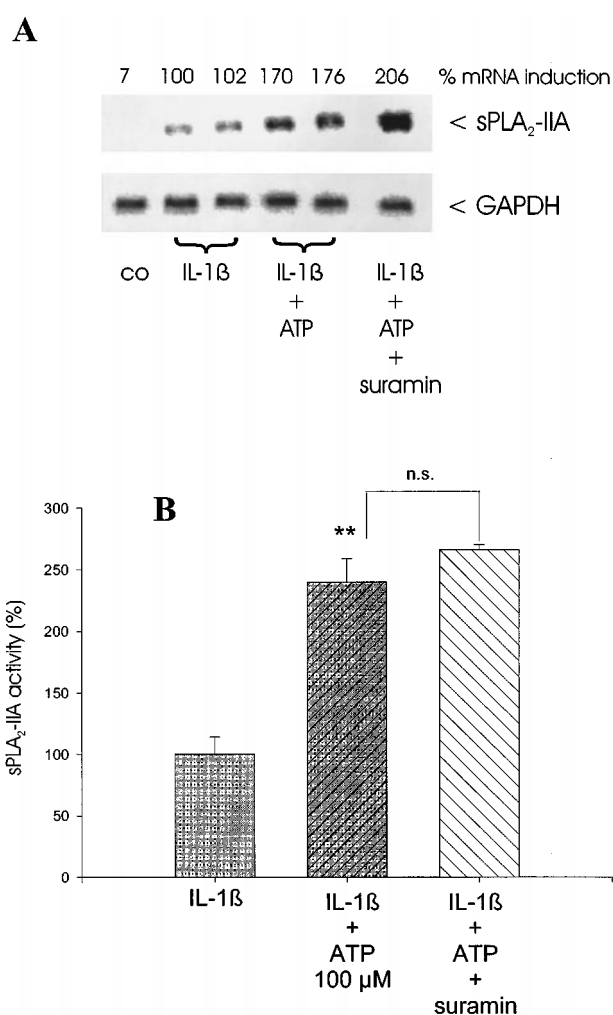 A
7 100 102 170 176 206 % mRNA induction
< sPLA₂-IIA
< GAPDH
co IL-1ß IL-1ß IL-1ß
+ +
ATP ATP
+
suramin
n.s.
B
**
300
250
200
150
100
50
0
sPLA₂-IIA activity (%)
IL-1ß IL-1ß IL-1ß
+ +
ATP ATP
100 µM +
suramin